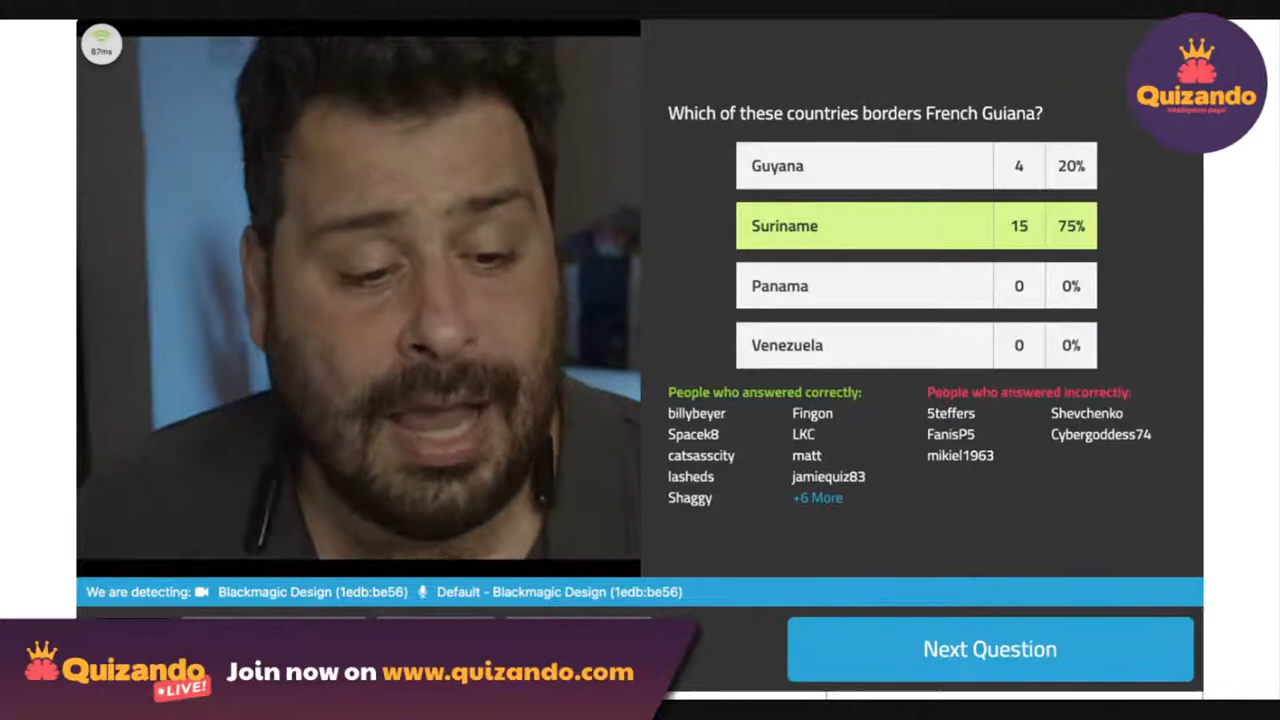 87ms
Quizando
Which of these countries borders French Guiana?
Guyana 4 20%
Suriname 15 75%
Panama 0 0%
Venezuela 0 0%
People who answered correctly:
billybeyer Fingon
Spacek8 LKC
catsasscity matt
lasheds jamiequiz83
Shaggy +6 More
People who answered incorrectly:
5teffers Shevchenko
FanisP5 Cybergoddess74
mikiel1963
We are detecting: Blackmagic Design (1edb:be56) Default - Blackmagic Design (1edb:be56)
Next Question
Quizando
LIVE!
Join now on www.quizando.com